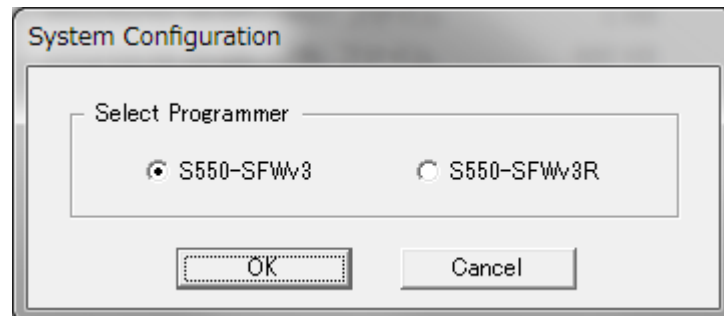 System Configuration
Select Programmer
S550-SFWv3 S550-SFWv3R
OK Cancel